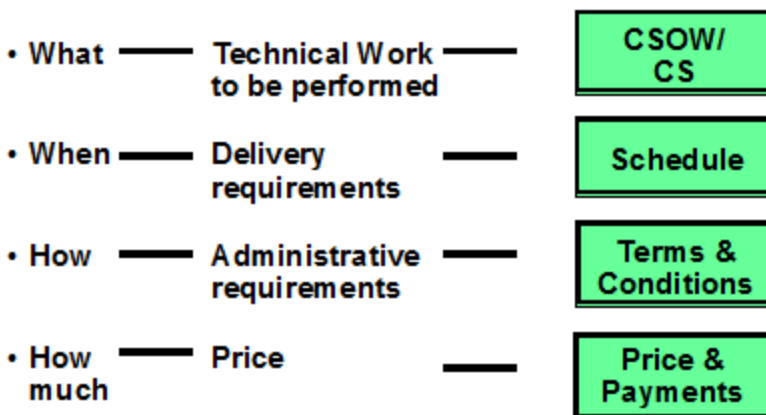 • What
Technical Work
to be performed
CSOW/
CS
• When
Delivery
requirements
Schedule
• How
Administrative
requirements
Terms &
Conditions
• How
much
Price
Price &
Payments